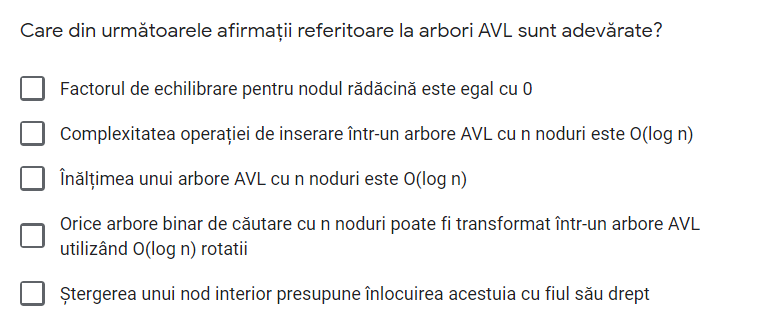 Care din următoarele afirmații referitoare la arbori AVL sunt adevărate?
Factorul de echilibrare pentru nodul rădăcină este egal cu 0
Complexitatea operației de inserare într-un arbore AVL cu n noduri este O(log n)
Înălțimea unui arbore AVL cu n noduri este O(log n)
Orice arbore binar de căutare cu n noduri poate fi transformat într-un arbore AVL
utilizând O(log n) rotatii
Ștergerea unui nod interior presupune înlocuirea acestuia cu fiul său drept